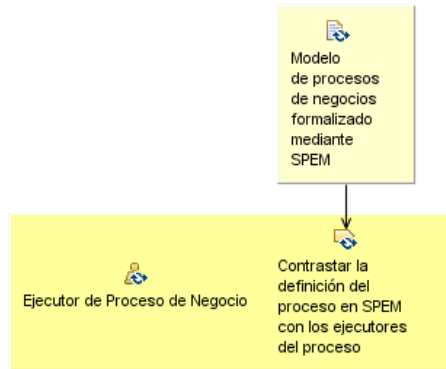 Modelo
de procesos
de negocios
formalizado
mediante
SPEM
Ejecutor de Proceso de Negocio
Contrastar la
definición del
proceso en SPEM
con los ejecutores
del proceso